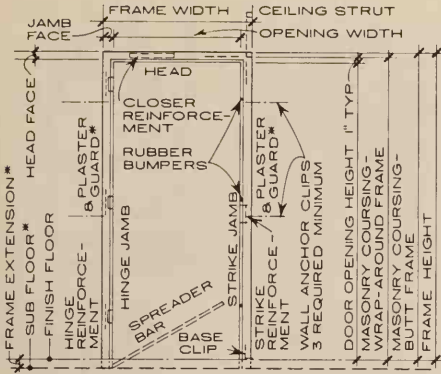 FRAME WIDTH
CEILING STRUT
JAMB
FACE
OPENING WIDTH
HEAD
HEAD FACE
CLOSER
REINFORCE-
MENT
RUBBER
BUMPERS
FRAME EXTENSION*
SUB FLOOR*
FINISH FLOOR
HINGE
REINFORCE-
MENT
& PLASTER
GUARD*
HINGE JAMB
SPREADER
BAR
BASE
CLIP
STRIKE JAMB
STRIKE
REINFORCE-
MENT
& PLASTER
GUARD*
WALL ANCHOR CLIPS
3 REQUIRED MINIMUM
DOOR OPENING HEIGHT 1" TYP.
MASONRY COURSING-
WRAP-AROUND FRAME
MASONRY COURSING-
BUTT FRAME
FRAME HEIGHT